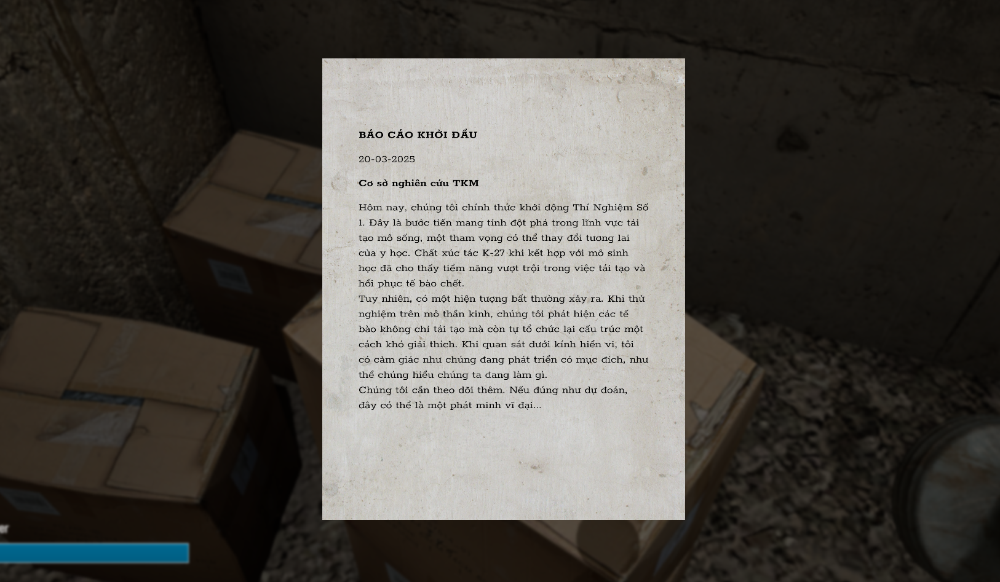 BÁO CÁO KHỞI ĐẦU
20-03-2025
Cơ sở nghiên cứu TKM
Hôm nay, chúng tôi chính thức khởi động Thí Nghiệm Số
1. Đây là bước tiến mang tính đột phá trong lĩnh vực tái
tạo mô sống, một tham vọng có thể thay đổi tương lai
của y học. Chất xúc tác K-27 khi kết hợp với mô sinh
học đã cho thấy tiềm năng vượt trội trong việc tái tạo và
hồi phục tế bào chết.
Tuy nhiên, có một hiện tượng bất thường xảy ra. Khi thử
nghiệm trên mô thần kinh, chúng tôi phát hiện các tế
bào không chỉ tái tạo mà còn tự tổ chức lại cấu trúc một
cách khó giải thích. Khi quan sát dưới kính hiển vi, tôi
có cảm giác như chúng đang phát triển có mục đích, như
thể chúng hiểu chúng ta đang làm gì.
Chúng tôi cần theo dõi thêm. Nếu đúng như dự đoán,
đây có thể là một phát minh vĩ đại...
er